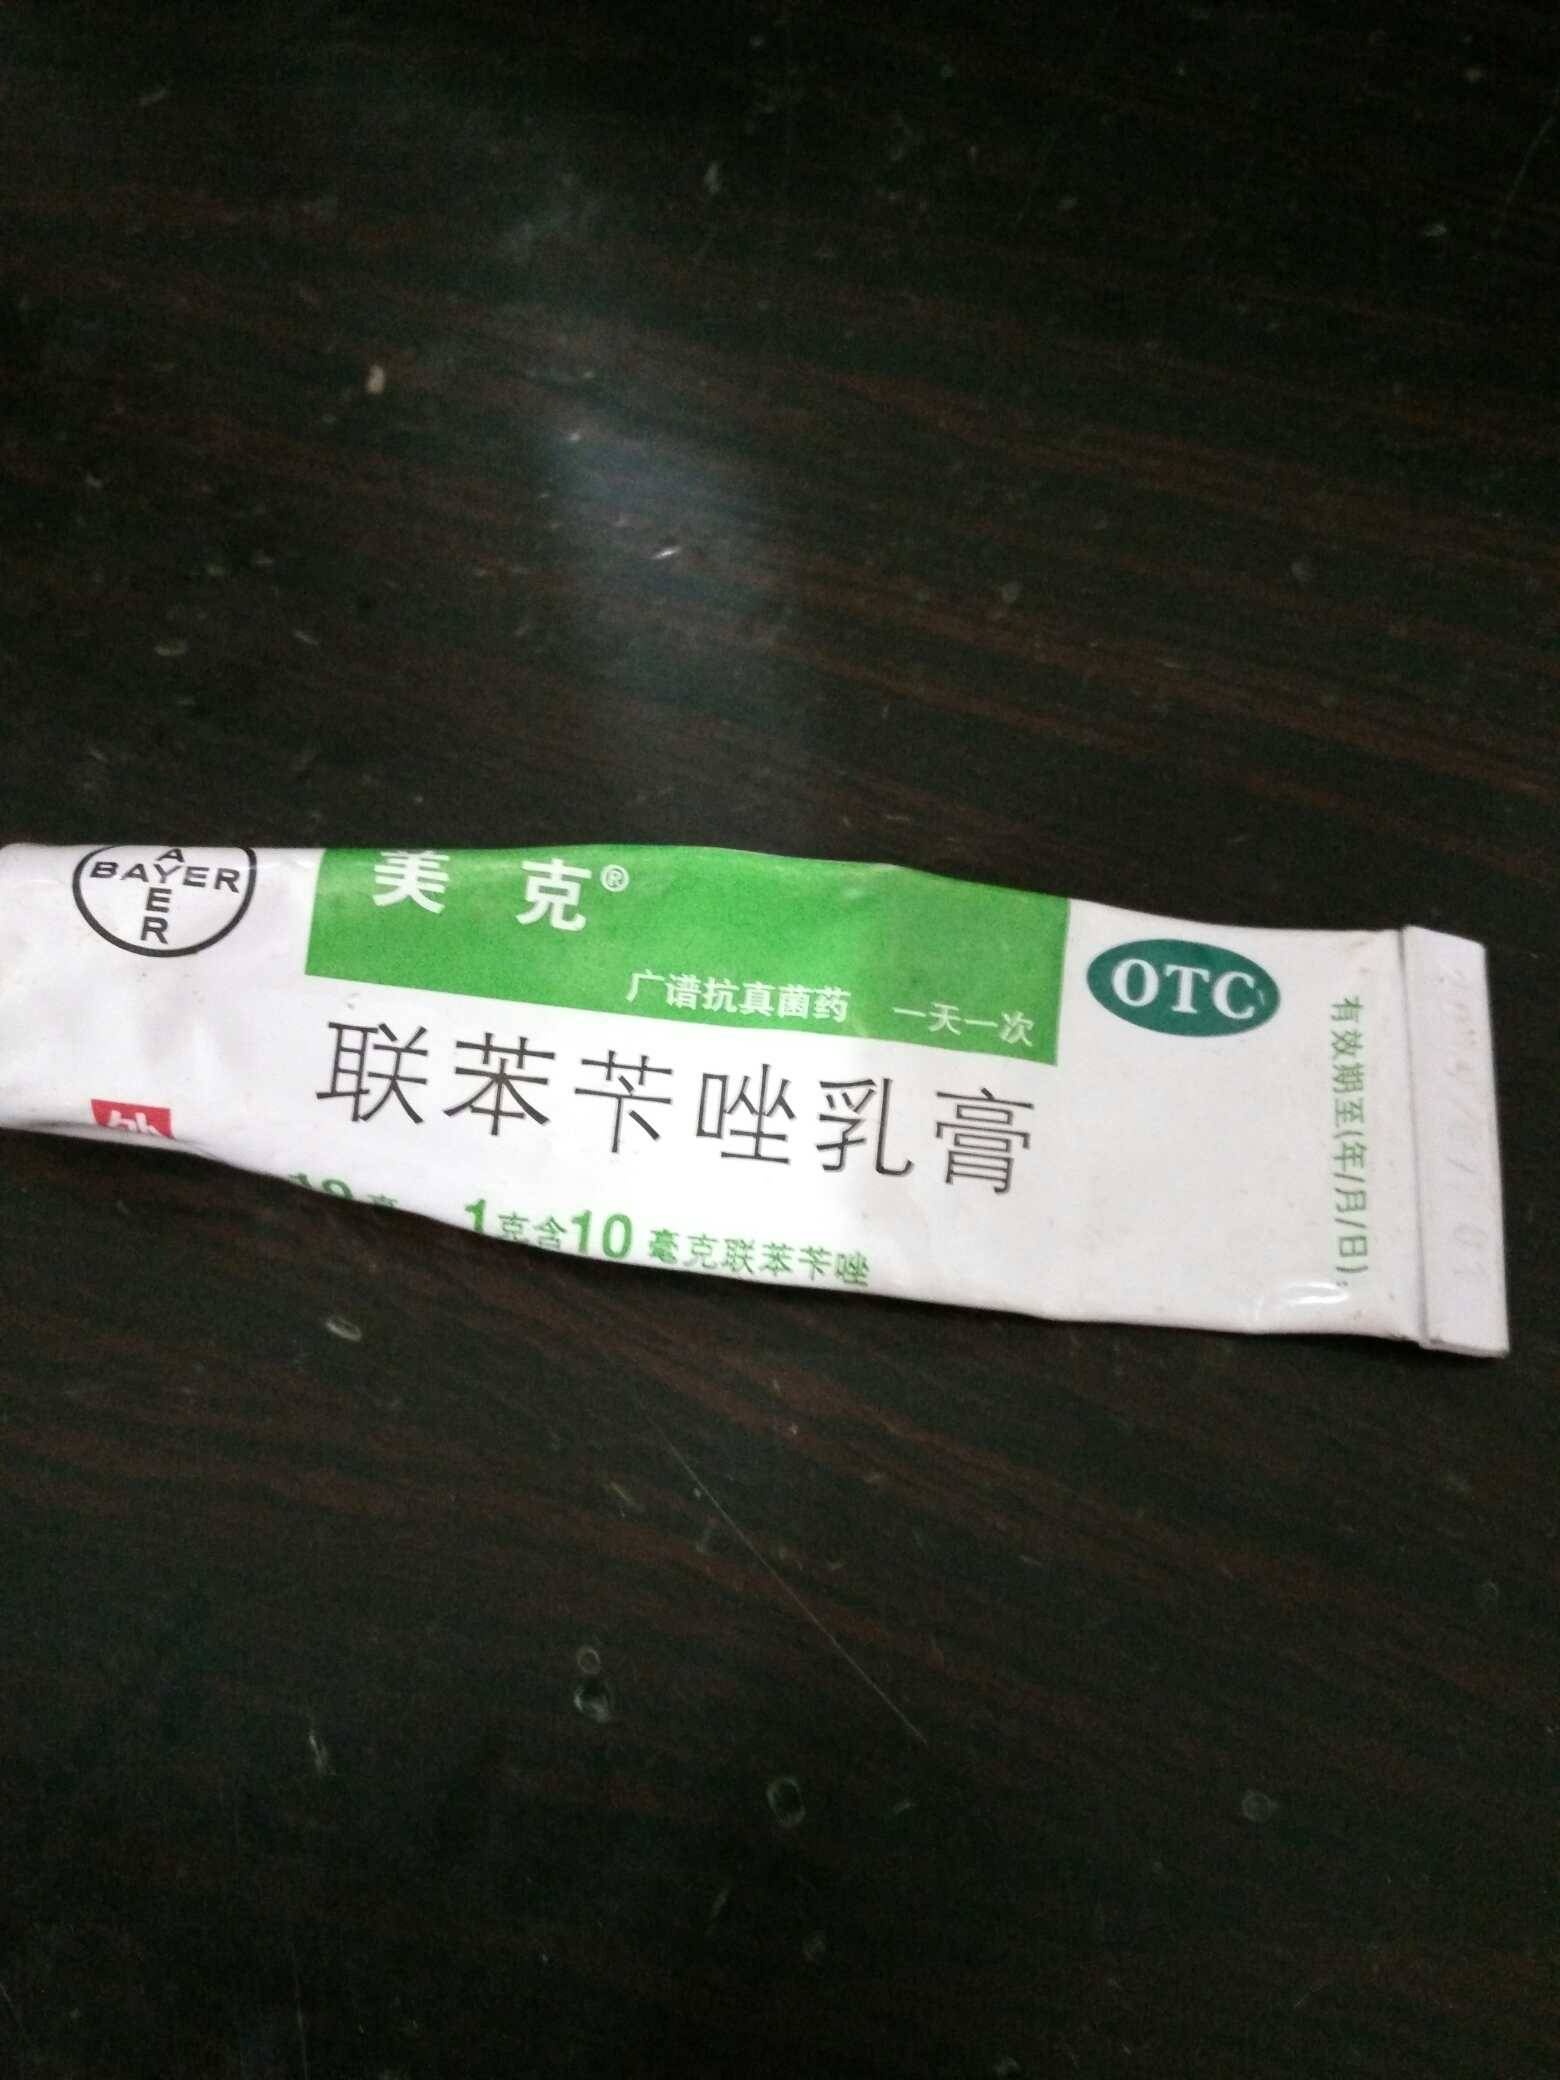 BAYER
BAYER
美克®
广谱抗真菌药 一天一次
OTC
联苯苄唑乳膏
1克含10毫克联苯苄唑
有效期至(年/月/日):